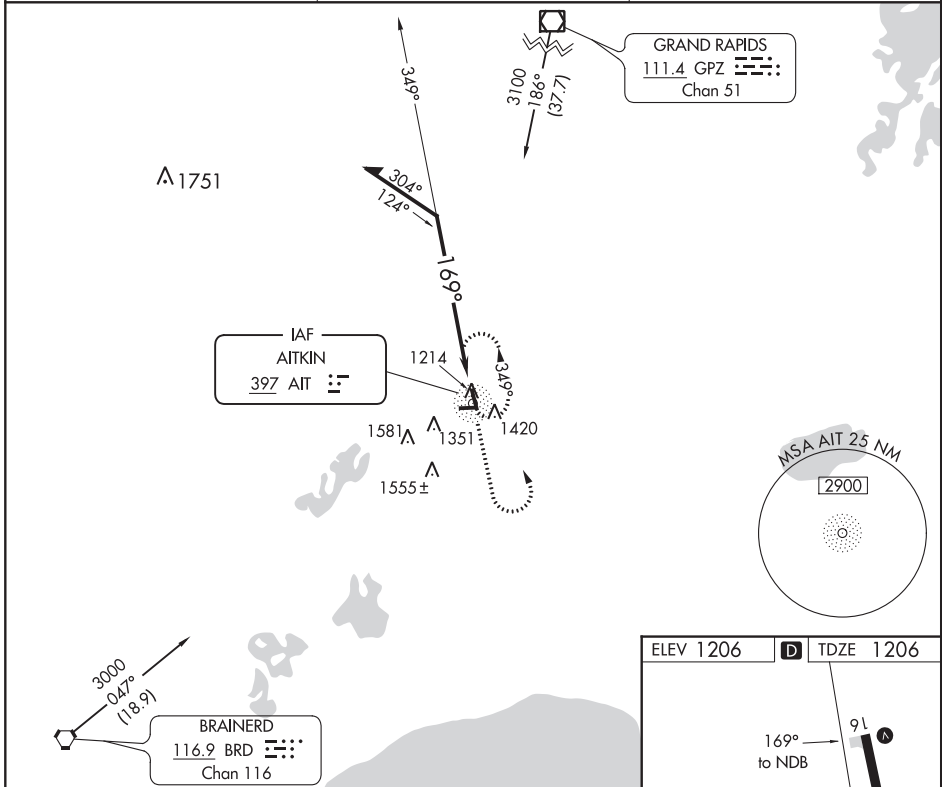 349°
3100
186°
(37.7)
GRAND RAPIDS
111.4 GPZ
Chan 51
1751
304°
124°
169°
IAF
AITKIN
397 AIT
1214
349°
1581
1351
1420
1555±
MSA AIT 25 NM
2900
3000
047°
(18.9)
BRAINERD
116.9 BRD
Chan 116
ELEV 1206
D
TDZE 1206
169°
to NDB
16
V